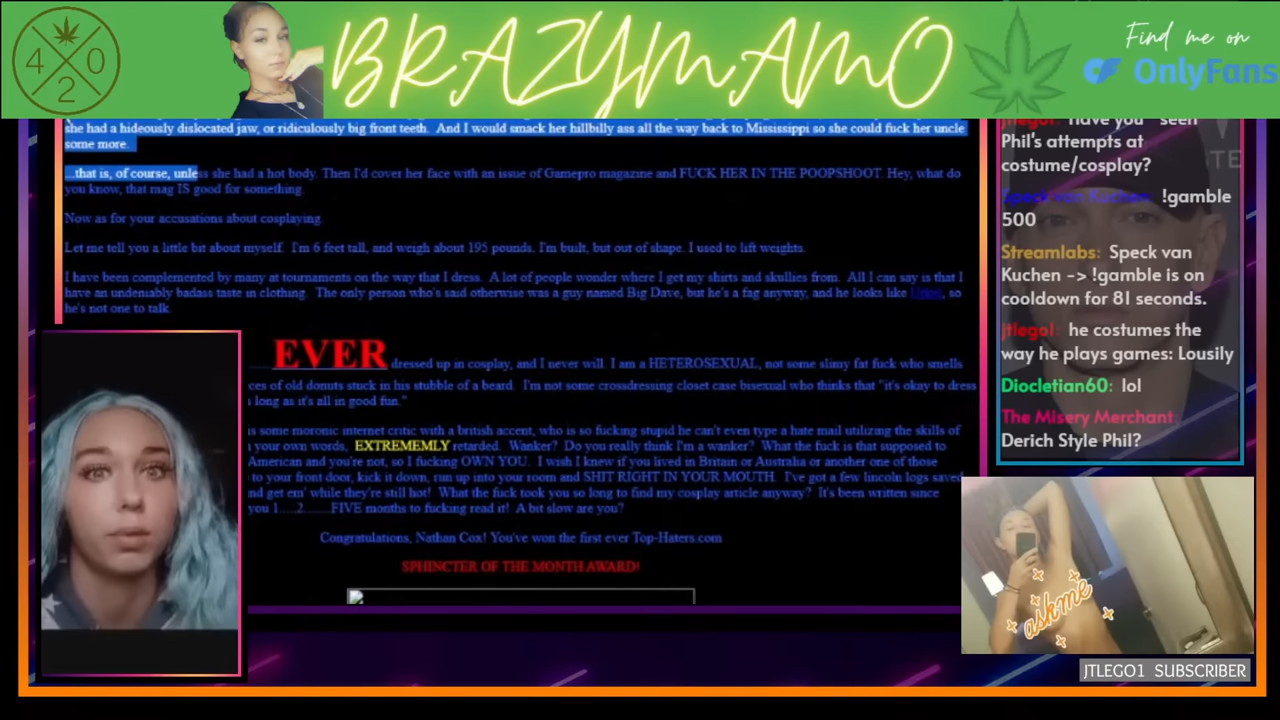 4 2 0
BRAZYMAMO
Find me on
OnlyFans
she had a hideously dislocated jaw, or ridiculously big front teeth. And I would smack her hillbilly ass all the way back to Mississippi so she could fuck her uncle
some more.
...that is, of course, unless she had a hot body. Then I'd cover her face with an issue of Gamepro magazine and FUCK HER IN THE POOPSHOOT. Hey, what do
you know, that mag IS good for something.
Now as for your accusations about cosplaying.
Let me tell you a little bit about myself. I'm 6 feet tall, and weigh about 195 pounds. I'm built, but out of shape. I used to lift weights.
I have been complemented by many at tournaments on the way that I dress. A lot of people wonder where I get my shirts and skullies from. All I can say is that I
have an undeniably badass taste in clothing. The only person who's said otherwise was a guy named Big Dave, but he's a fag anyway, and he looks like , so
he's not one to talk.
EVER dressed up in cosplay, and I never will. I am a HETEROSEXUAL, not some slimy fat fuck who smells
ces of old donuts stuck in his stubble of a beard. I'm not some crossdressing closet case bisexual who thinks that "it's okay to dress
long as it's all in good fun."
is some moronic internet critic with a british accent, who is so fucking stupid he can't even type a hate mail utilizing the skills of
your own words, EXTREMEMLY retarded. Wanker? Do you really think I'm a wanker? What the fuck is that supposed to
American and you're not, so I fucking OWN YOU. I wish I knew if you lived in Britain or Australia or another one of those
to your front door, kick it down, run up into your room and SHIT RIGHT IN YOUR MOUTH. I've got a few lincoln logs saved
nd get em' while they're still hot! What the fuck took you so long to find my cosplay article anyway? It's been written since
you 1.....2........FIVE months to fucking read it! A bit slow are you?
Congratulations, Nathan Cox! You've won the first ever Top-Haters.com
SPHINCTER OF THE MONTH AWARD!
jtlego1: have you seen
Phil's attempts at
costume/cosplay?
Speck van Kuchen: !gamble
500
Streamlabs: Speck van
Kuchen -> !gamble is on
cooldown for 81 seconds.
jtlego1: he costumes the
way he plays games: Lousily
Diocletian60: lol
The Misery Merchant:
Derich Style Phil?
ask me
JTLEGO1 SUBSCRIBER